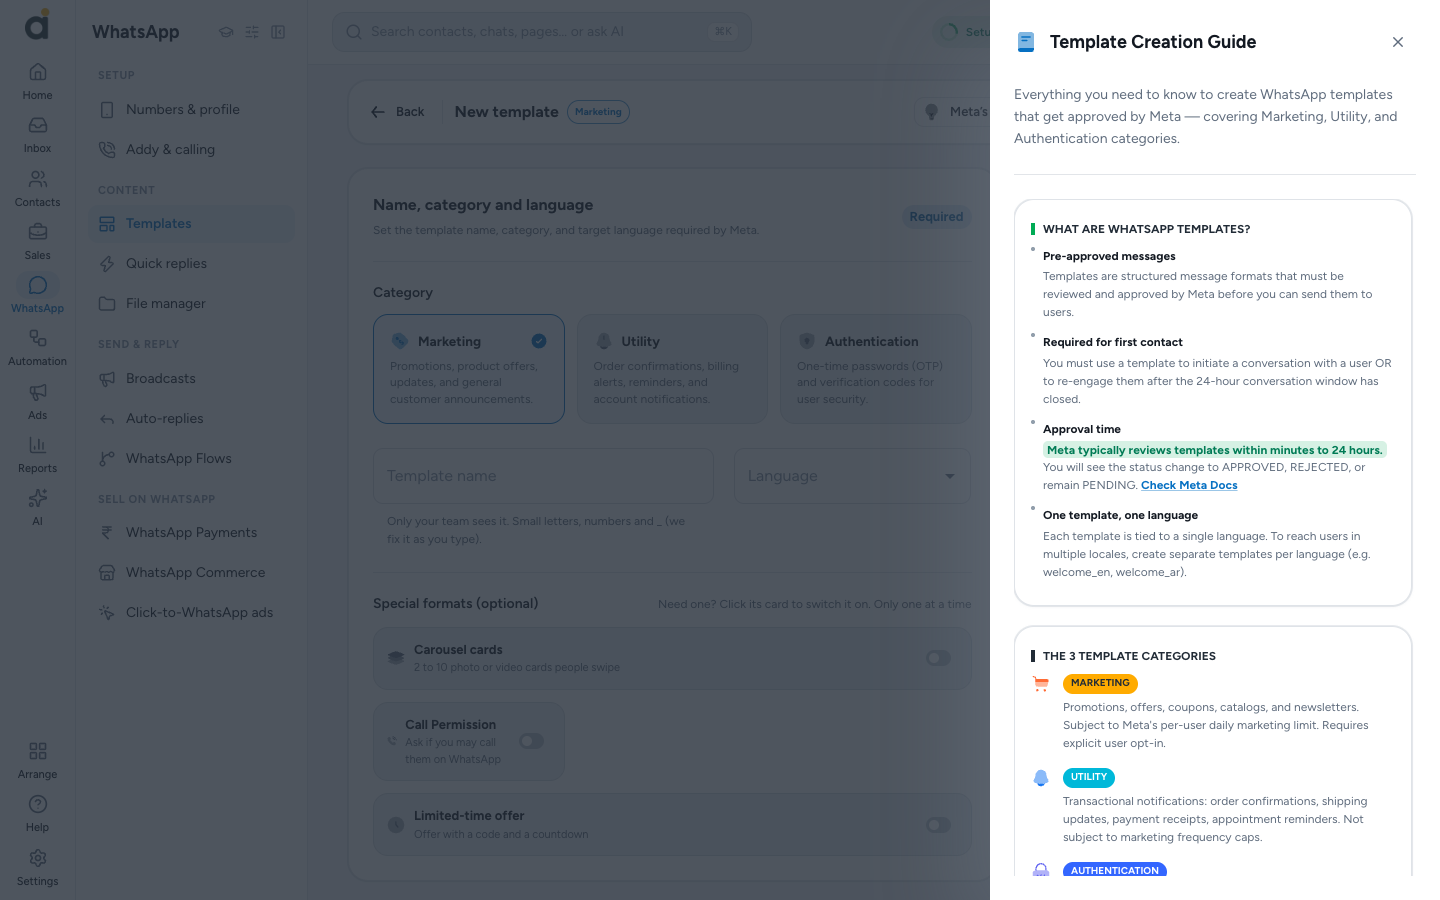 Home
Inbox
Contacts
Sales
WhatsApp
Automation
Ads
Reports
AI
Arrange
Help
Settings
WhatsApp
SETUP
Numbers & profile
Addy & calling
CONTENT
Templates
Quick replies
File manager
SEND & REPLY
Broadcasts
Auto-replies
WhatsApp Flows
SELL ON WHATSAPP
WhatsApp Payments
WhatsApp Commerce
Click-to-WhatsApp ads
Search contacts, chats, pages... or ask AI
⌘K
Setu
Back
New template
Marketing
Meta's
Name, category and language
Set the template name, category, and target language required by Meta.
Required
Category
Marketing
Promotions, product offers,
updates, and general
customer announcements.
Utility
Order confirmations, billing
alerts, reminders, and
account notifications.
Authentication
One-time passwords (OTP)
and verification codes for
user security.
Template name
Language
Only your team sees it. Small letters, numbers and _ (we
fix it as you type).
Special formats (optional)
Need one? Click its card to switch it on. Only one at a time
Carousel cards
2 to 10 photo or video cards people swipe
Call Permission
Ask if you may call
them on WhatsApp
Limited-time offer
Offer with a code and a countdown
Template Creation Guide
Everything you need to know to create WhatsApp templates
that get approved by Meta — covering Marketing, Utility, and
Authentication categories.
WHAT ARE WHATSAPP TEMPLATES?
Pre-approved messages
Templates are structured message formats that must be
reviewed and approved by Meta before you can send them to
users.
Required for first contact
You must use a template to initiate a conversation with a user OR
to re-engage them after the 24-hour conversation window has
closed.
Approval time
Meta typically reviews templates within minutes to 24 hours.
You will see the status change to APPROVED, REJECTED, or
remain PENDING. Check Meta Docs
One template, one language
Each template is tied to a single language. To reach users in
multiple locales, create separate templates per language (e.g.
welcome_en, welcome_ar).
THE 3 TEMPLATE CATEGORIES
MARKETING
Promotions, offers, coupons, catalogs, and newsletters.
Subject to Meta's per-user daily marketing limit. Requires
explicit user opt-in.
UTILITY
Transactional notifications: order confirmations, shipping
updates, payment receipts, appointment reminders. Not
subject to marketing frequency caps.
AUTHENTICATION